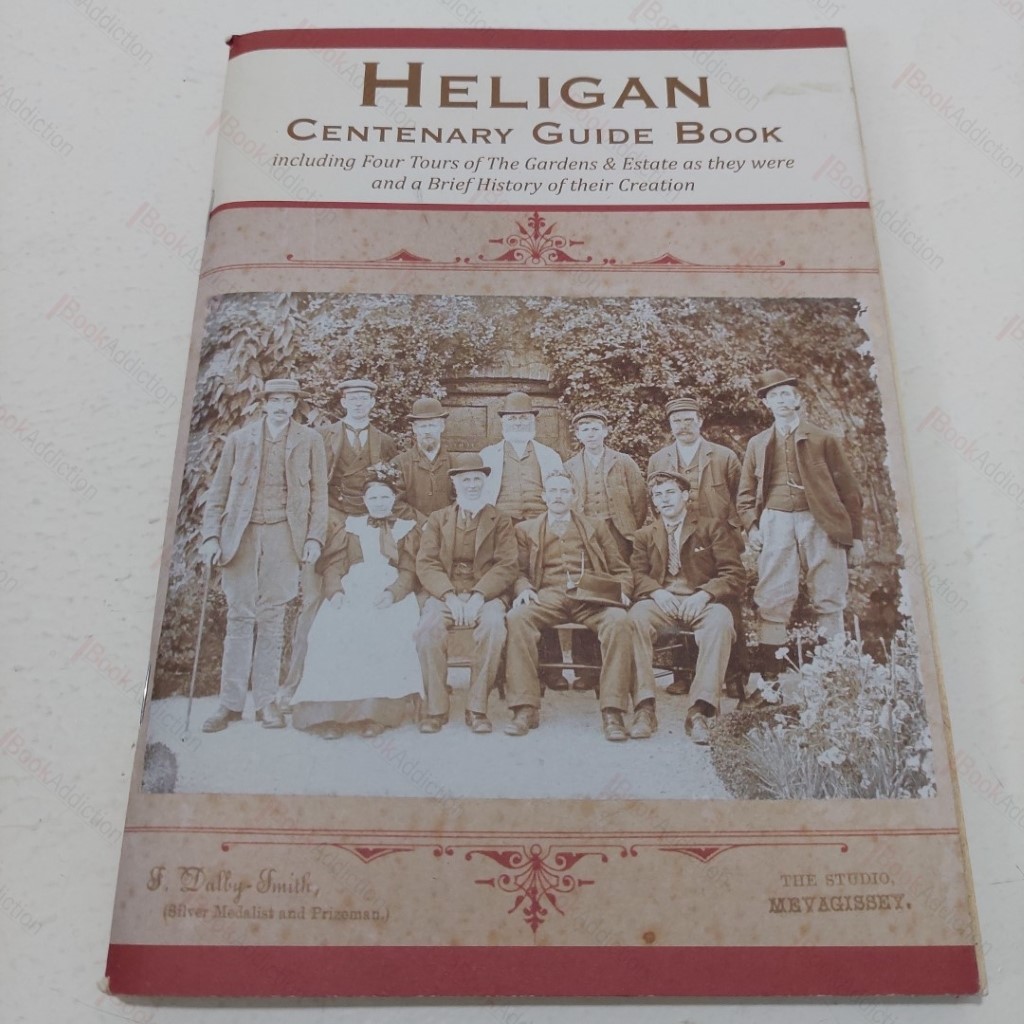 HELIGAN
CENTENARY GUIDE BOOK
including Four Tours of The Gardens & Estate as they were
and a Brief History of their Creation
J. Dalby-Smith,
(Silver Medalist and Prizeman.)
THE STUDIO,
MEVAGISSEY.
BookAddiction